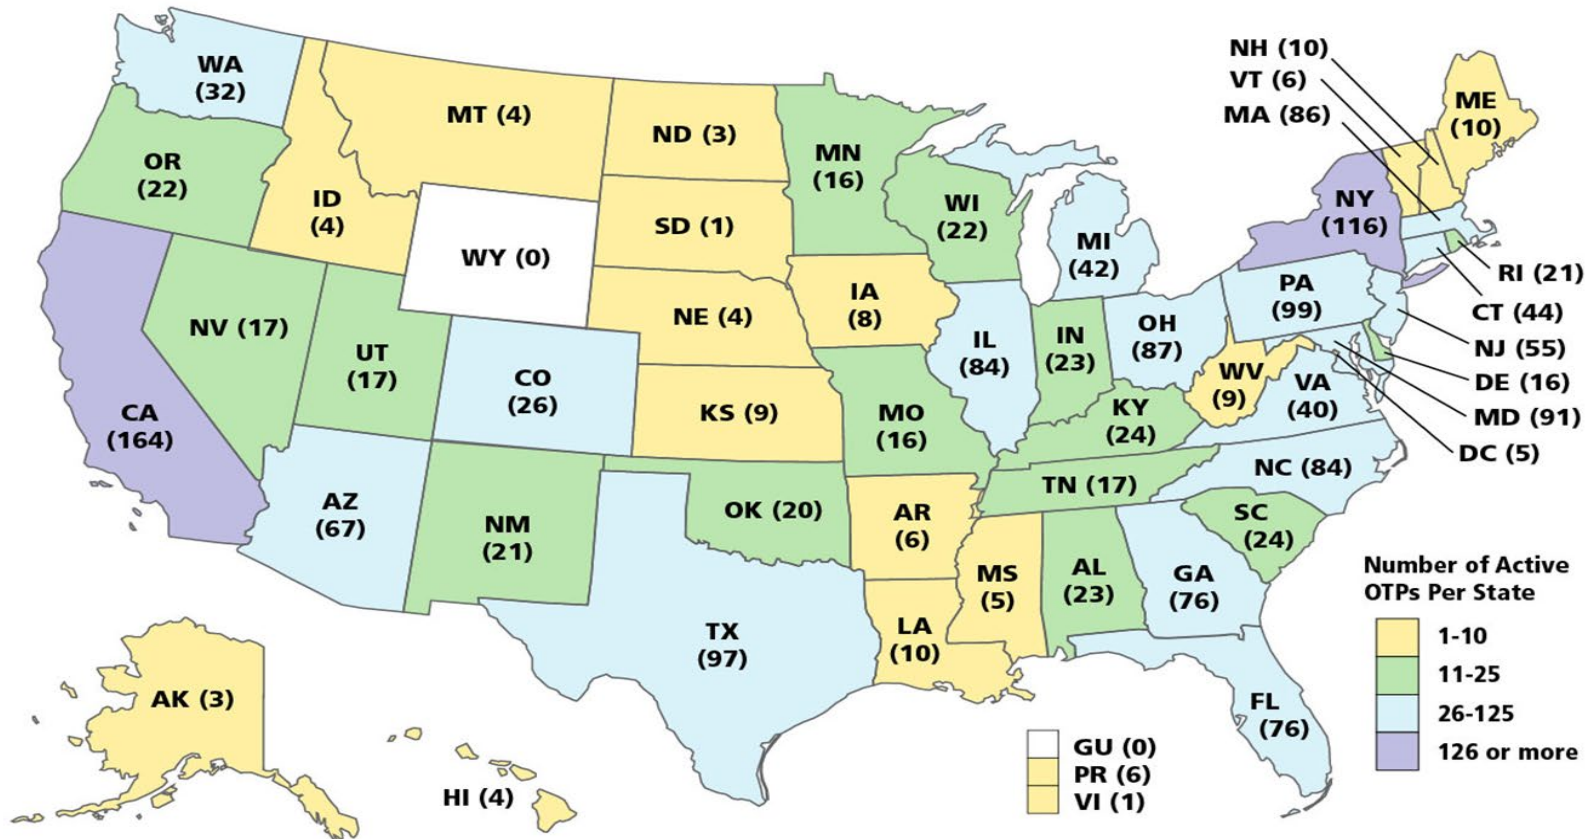 NH (10)
VT (6)
MA (86)
WA
(32)
MT (4)
ND (3)
MN
(16)
ME
(10)
OR
(22)
ID
(4)
WY (0)
SD (1)
WI
(22)
MI
(42)
NY
(116)
RI (21)
CT (44)
NJ (55)
DE (16)
MD (91)
DC (5)
NV (17)
UT
(17)
CO
(26)
NE (4)
IA
(8)
IL
(84)
IN
(23)
OH
(87)
PA
(99)
WV
(9)
VA
(40)
CA
(164)
KS (9)
MO
(16)
KY
(24)
NC (84)
TN (17)
AZ
(67)
NM
(21)
OK (20)
AR
(6)
SC
(24)
MS
(5)
AL
(23)
GA
(76)
TX
(97)
LA
(10)
FL
(76)
AK (3)
HI (4)
GU (0)
PR (6)
VI (1)
Number of Active
OTPs Per State
1-10
11-25
26-125
126 or more